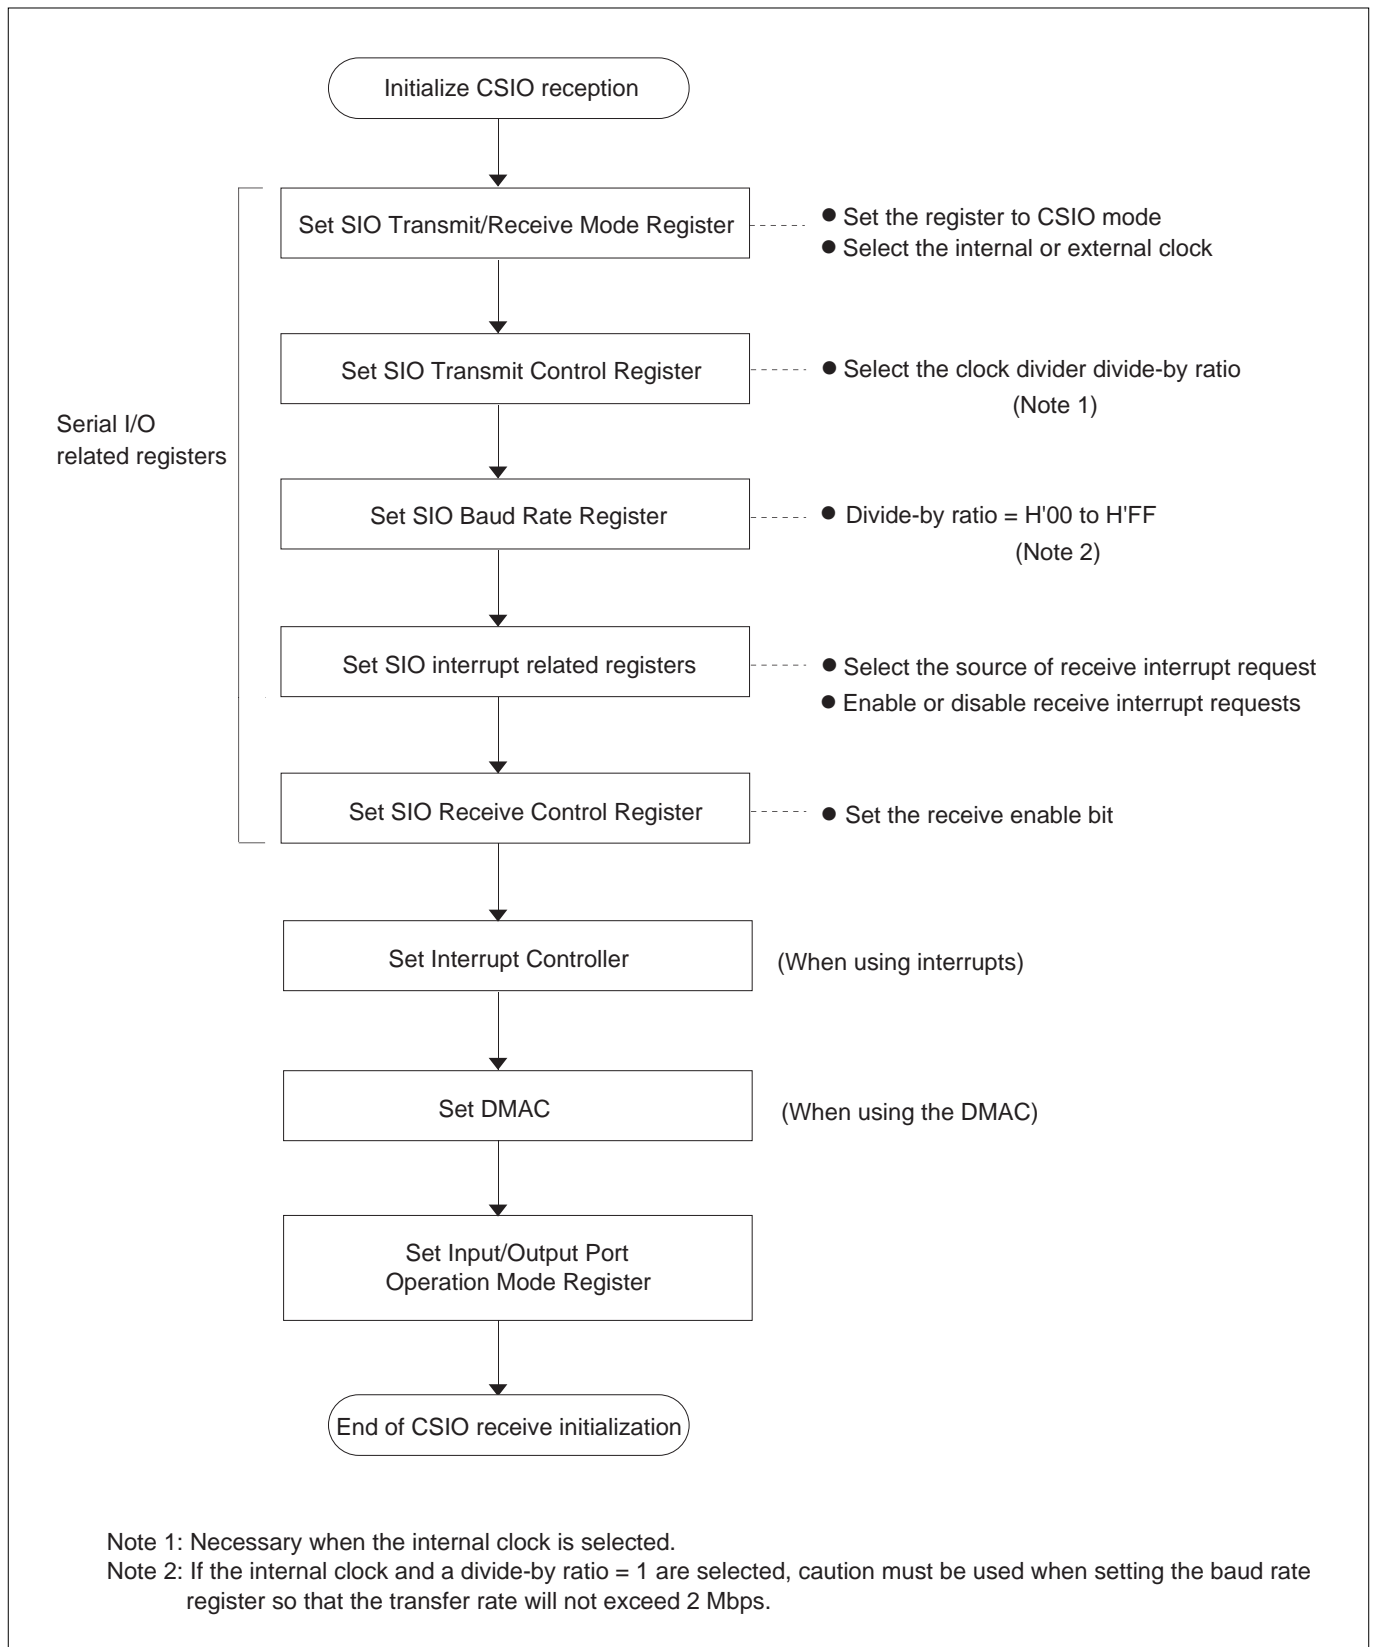 Initialize CSIO reception
Set SIO Transmit/Receive Mode Register
● Set the register to CSIO mode
● Select the internal or external clock
Set SIO Transmit Control Register
● Select the clock divider divide-by ratio
(Note 1)
Serial I/O
related registers
Set SIO Baud Rate Register
● Divide-by ratio = H'00 to H'FF
(Note 2)
Set SIO interrupt related registers
● Select the source of receive interrupt request
● Enable or disable receive interrupt requests
Set SIO Receive Control Register
● Set the receive enable bit
Set Interrupt Controller
(When using interrupts)
Set DMAC
(When using the DMAC)
Set Input/Output Port
Operation Mode Register
End of CSIO receive initialization
Note 1: Necessary when the internal clock is selected.
Note 2: If the internal clock and a divide-by ratio = 1 are selected, caution must be used when setting the baud rate
register so that the transfer rate will not exceed 2 Mbps.